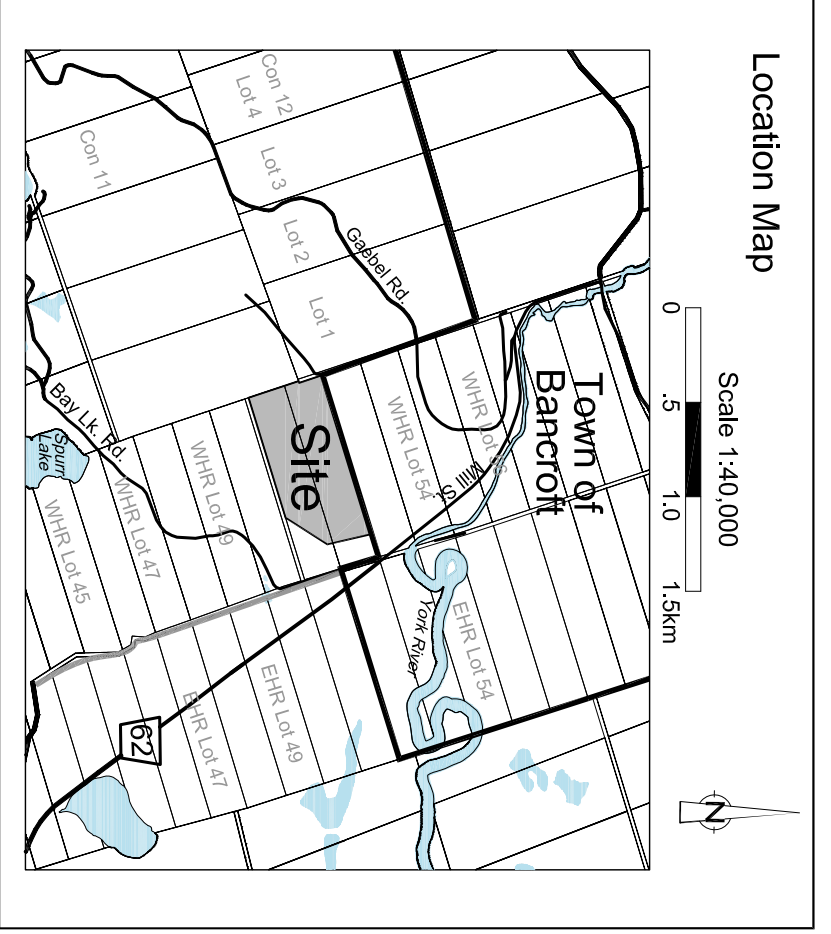 Location Map
Scale 1:40,000
0 .5 1.0 1.5km
N
Town of
Bancroft
Con 12
Lot 4
Lot 3
Lot 2
Lot 1
Con 11
Gaebel Rd.
WHR Lot
WHR Lot 54
Mill St.
Site
York River
EHR Lot 54
WHR Lot 49
WHR Lot 47
WHR Lot 45
Bay Lk. Rd.
Spurr
Lake
EHR Lot 49
EHR Lot 47
62